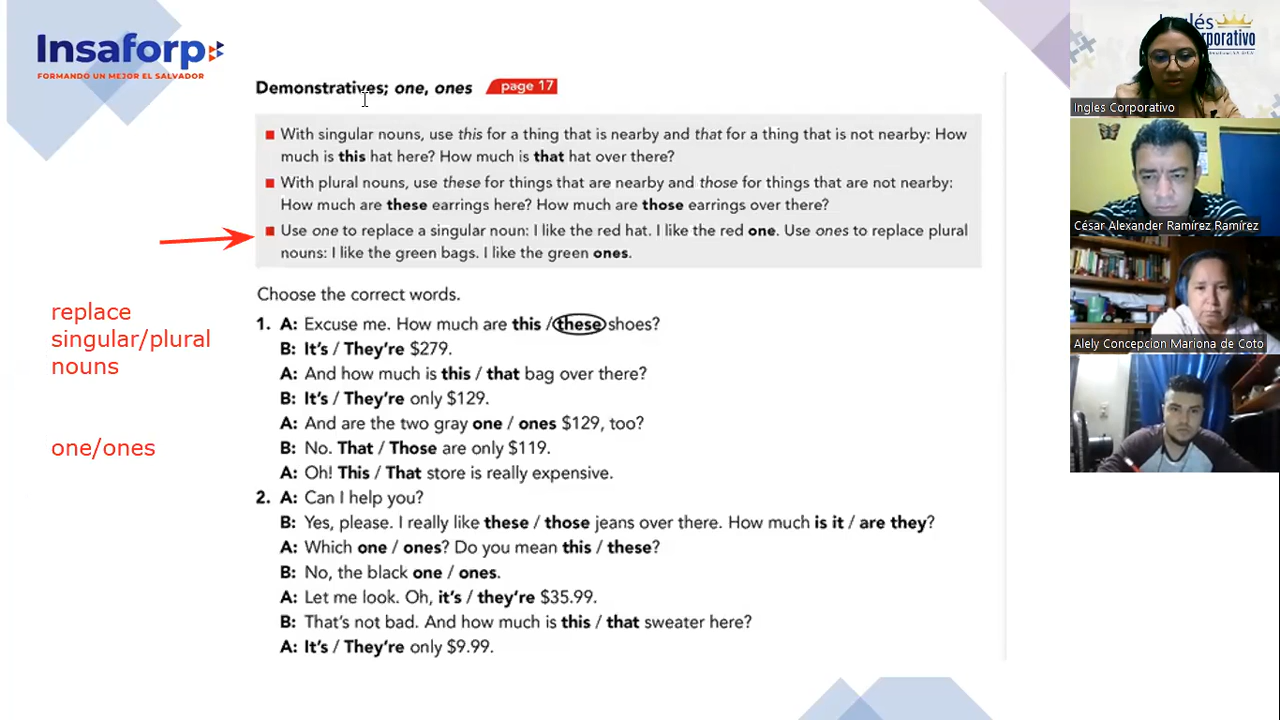 Insaforp
FORMANDO UN MEJOR EL SALVADOR
Demonstratives; one, ones
page 17
With singular nouns, use this for a thing that is nearby and that for a thing that is not nearby: How
much is this hat here? How much is that hat over there?
With plural nouns, use these for things that are nearby and those for things that are not nearby:
How much are these earrings here? How much are those earrings over there?
Use one to replace a singular noun: I like the red hat. I like the red one. Use ones to replace plural
nouns: I like the green bags. I like the green ones.
replace
singular/plural
nouns
one/ones
Choose the correct words.
1. A: Excuse me. How much are this / these shoes?
B: It's / They're $279.
A: And how much is this / that bag over there?
B: It's / They're only $129.
A: And are the two gray one / ones $129, too?
B: No. That / Those are only $119.
A: Oh! This / That store is really expensive.
2. A: Can I help you?
B: Yes, please. I really like these / those jeans over there. How much is it / are they?
A: Which one / ones? Do you mean this / these?
B: No, the black one / ones.
A: Let me look. Oh, it's / they're $35.99.
B: That's not bad. And how much is this / that sweater here?
A: It's / They're only $9.99.
Ingles Corporativo
César Alexander Ramírez Ramírez
Alely Concepcion Mariona de Coto